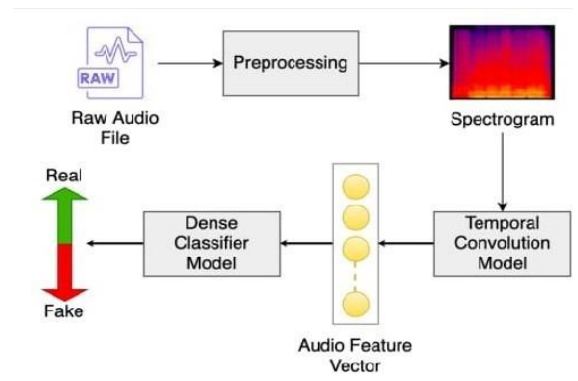 RAW
Raw Audio
File
Preprocessing
Spectrogram
Real
Fake
Dense
Classifier
Model
Audio Feature
Vector
Temporal
Convolution
Model